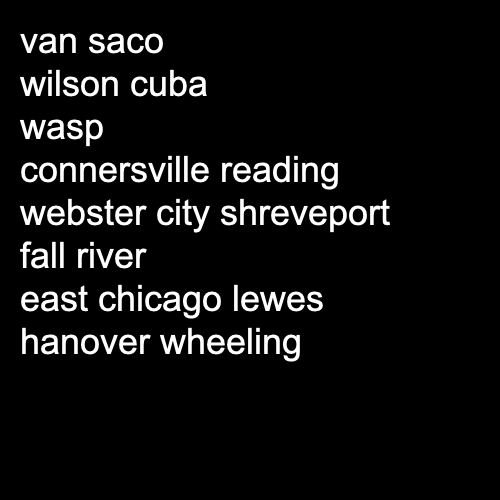 van saco
wilson cuba
wasp
connersville reading
webster city shreveport
fall river
east chicago lewes
hanover wheeling